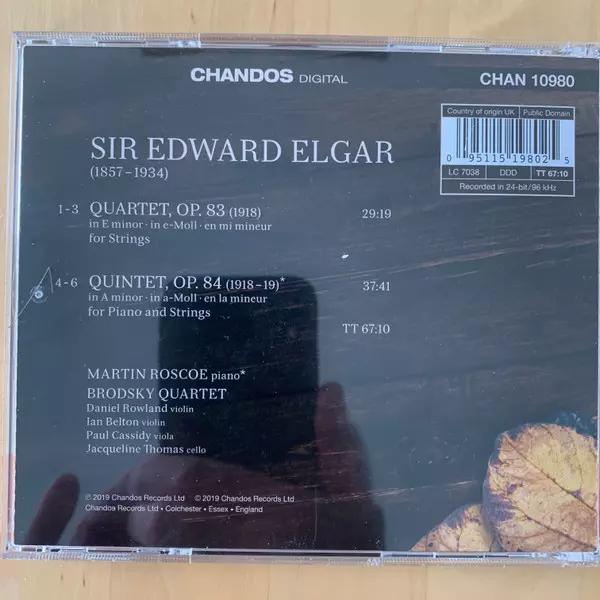 CHANDOS DIGITAL
CHAN 10980
Country of origin UK Public Domain
0 95115 19802 5
LC 7038 DDD TT 67:10
Recorded in 24-bit/96 kHz
SIR EDWARD ELGAR
(1857–1934)
1-3 QUARTET, OP. 83 (1918) 29:19
in E minor · in e-Moll · en mi mineur
for Strings
4-6 QUINTET, OP. 84 (1918–19)* 37:41
in A minor · in a-Moll · en la mineur
for Piano and Strings
TT 67:10
MARTIN ROSCOE piano*
BRODSKY QUARTET
Daniel Rowland violin
Ian Belton violin
Paul Cassidy viola
Jacqueline Thomas cello
℗ 2019 Chandos Records Ltd © 2019 Chandos Records Ltd
Chandos Records Ltd • Colchester • Essex • England